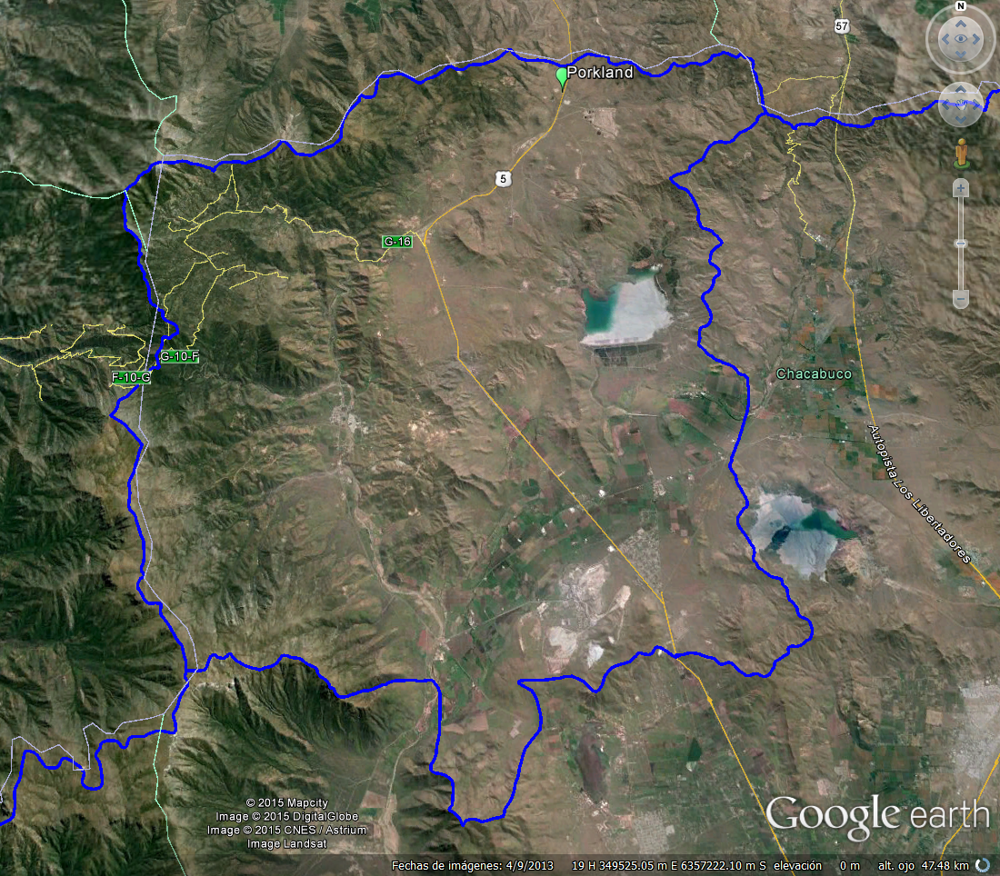 N
57
Porkland
5
G-16
G-10-F
F-10-G
Chacabuco
Autopista Los Libertadores
© 2015 Mapcity
Image © 2015 DigitalGlobe
Image © 2015 CNES / Astrium
Image Landsat
Google earth
Fechas de imágenes: 4/9/2013 19 H 349525.05 m E 6357222.10 m S elevación 0 m alt. ojo 47.48 km